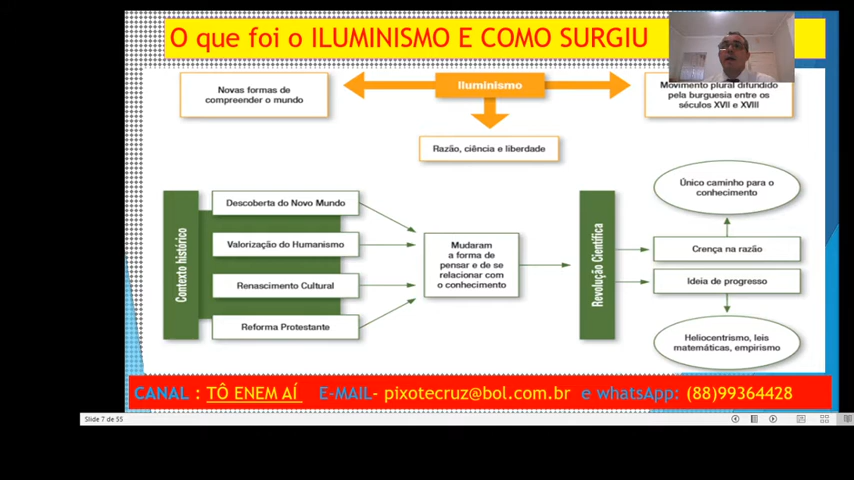 O que foi o ILUMINISMO E COMO SURGIU
Novas formas de
compreender o mundo
Iluminismo
Movimento plural difundido
pela burguesia entre os
séculos XVII e XVIII
Razão, ciência e liberdade
Contexto histórico
Descoberta do Novo Mundo
Valorização do Humanismo
Renascimento Cultural
Reforma Protestante
Mudaram
a forma de
pensar e de se
relacionar com
o conhecimento
Revolução Científica
Único caminho para o
conhecimento
Crença na razão
Ideia de progresso
Heliocentrismo, leis
matemáticas, empirismo
CANAL : TÔ ENEM AÍ E-MAIL- pixotecruz@bol.com.br e whatsApp: (88)99364428
Slide 7 de 55